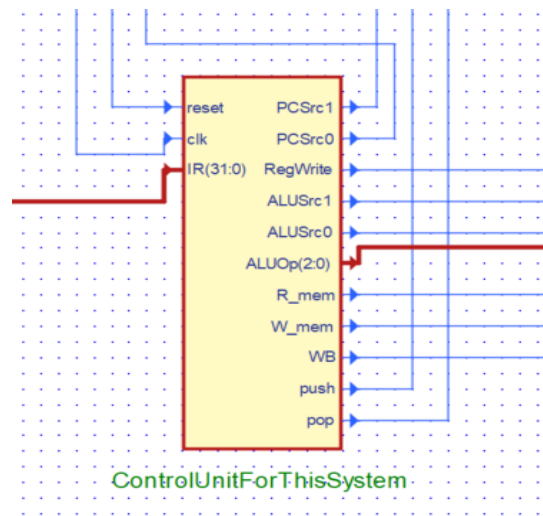 reset PCSrc1
clk PCSrc0
IR(31:0) RegWrite
ALUSrc1
ALUSrc0
ALUOp(2:0)
R_mem
W_mem
WB
push
pop
ControlUnitForThisSystem